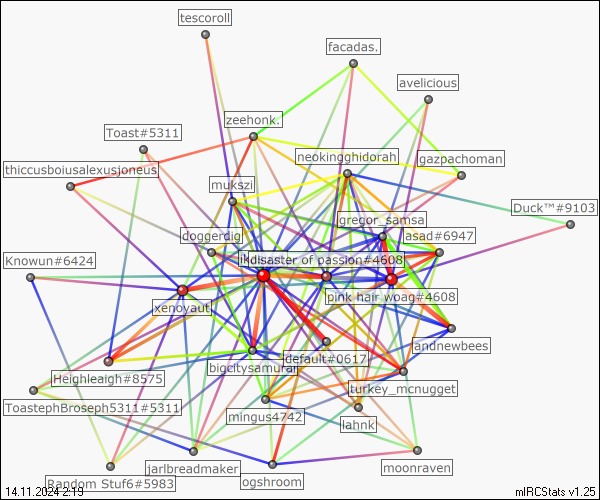 tescoroll
facadas.
avelicious
zeehonk.
Toast#5311
neokingghidorah
gazpachoman
thiccusboiusalexusjoneus
mukszi
Duck™#9103
gregor_samsa
doggerdig
asad#6947
disaster of passion#4608
Knowun#6424
pink hair woag#4608
xenoyaut
andnewbees
default#0617
bigcitysamurai
Heighleaigh#8575
turkey_mcnugget
ToastephBroseph5311#5311
mingus4742
lahnk
jarlbreadmaker
moonraven
Random Stuf6#5983
ogshroom
14.11.2024 2:19
mIRCStats v1.25